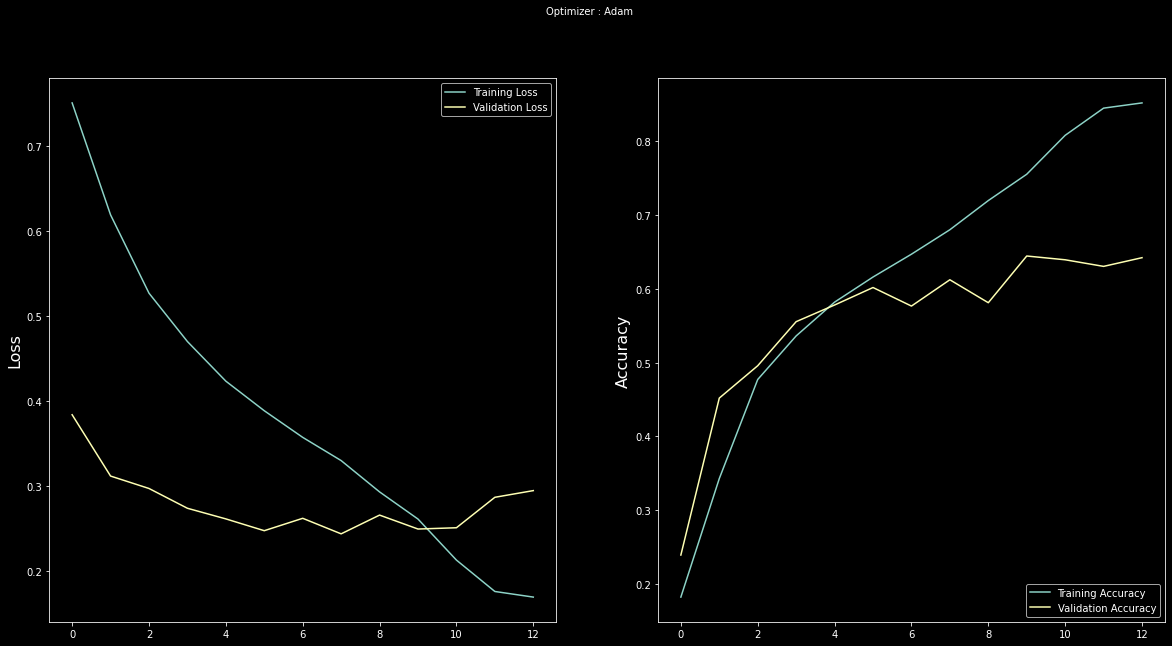 Optimizer : Adam
Training Loss
Validation Loss
Loss
0.7
0.6
0.5
0.4
0.3
0.2
0 2 4 6 8 10 12
Accuracy
0.8
0.7
0.6
0.5
0.4
0.3
0.2
Training Accuracy
Validation Accuracy
0 2 4 6 8 10 12